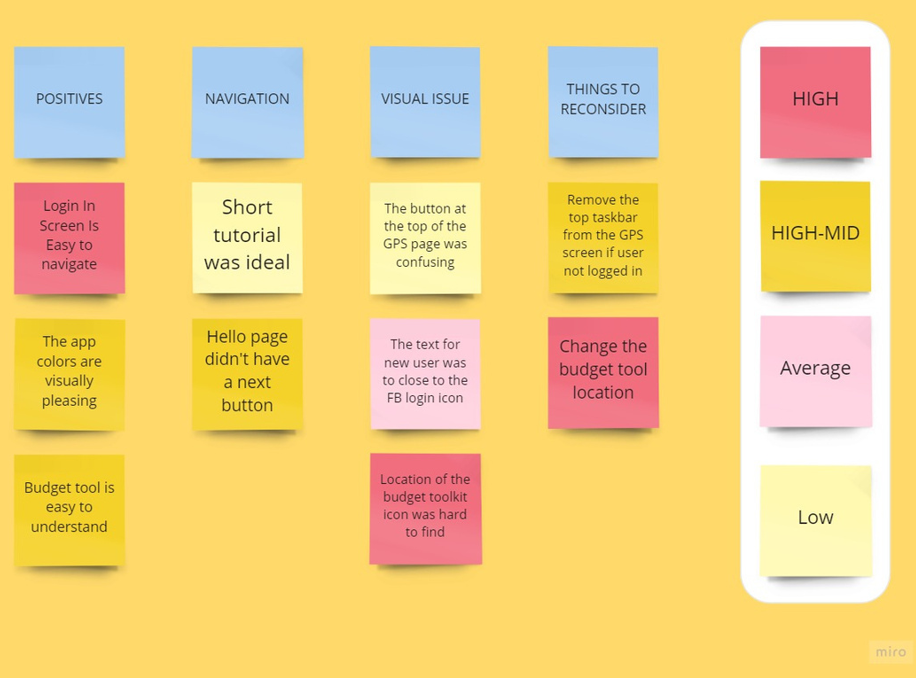 POSITIVES
NAVIGATION
VISUAL ISSUE
THINGS TO
RECONSIDER
HIGH
Login In
Screen Is
Easy to
navigate
Short
tutorial
was ideal
The button at
the top of the
GPS page was
confusing
Remove the
top taskbar
from the GPS
screen if user
not logged in
HIGH-MID
The app
colors are
visually
pleasing
Hello page
didn't have
a next
button
The text for
new user was
to close to the
FB login icon
Change the
budget tool
location
Average
Budget tool is
easy to
understand
Location of the
budget toolkit
icon was hard
to find
Low
miro